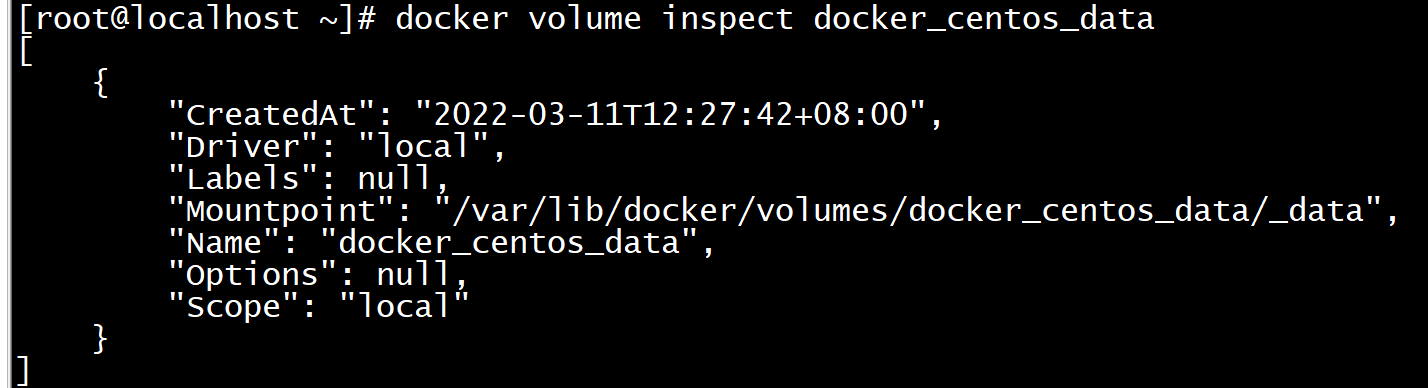 [root@localhost ~]# docker volume inspect docker_centos_data
[
    {
        "CreatedAt": "2022-03-11T12:27:42+08:00",
        "Driver": "local",
        "Labels": null,
        "Mountpoint": "/var/lib/docker/volumes/docker_centos_data/_data",
        "Name": "docker_centos_data",
        "Options": null,
        "Scope": "local"
    }
]